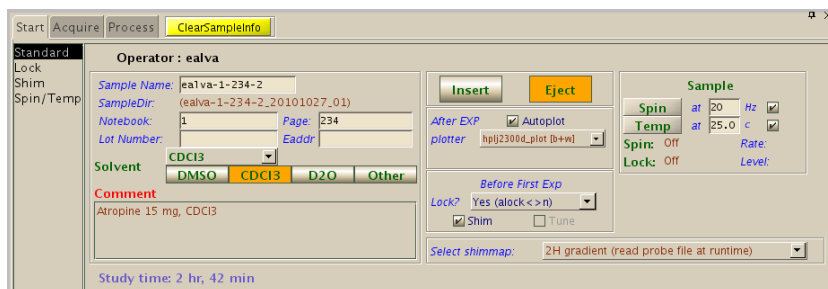 Start Acquire Process ClearSampleInfo
Standard
Lock
Shim
Spin/Temp
Operator : ealva
Sample Name: ealva-1-234-2
SampleDir: (ealva-1-234-2_20101027_01)
Notebook: 1 Page: 234
Lot Number: Eaddr
Solvent CDCl3
DMSO CDCl3 D2O Other
Comment
Atropine 15 mg, CDCl3
Study time: 2 hr, 42 min
Insert Eject
After EXP Autoplot
plotter hplj2300d_plot [b+w]
Before First Exp
Lock? Yes (alock<>n)
Shim Tune
Select shimmap: 2H gradient (read probe file at runtime)
Sample
Spin at 20 Hz
Temp at 25.0 C
Spin: Off Rate:
Lock: Off Level: